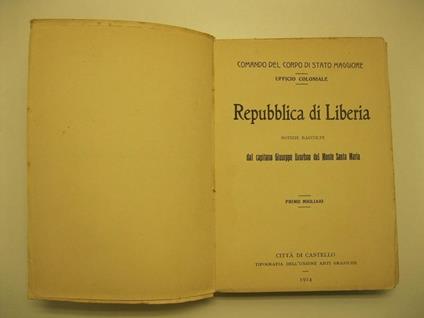 COMANDO DEL CORPO DI STATO MAGGIORE
UFFICIO COLONIALE
Repubblica di Liberia
NOTIZIE RACCOLTE
dal capitano Giuseppe Bourbon del Monte Santa Maria
PRIMO MIGLIAIO
CITTÀ DI CASTELLO
TIPOGRAFIA DELL'UNIONE ARTI GRAFICHE
1914